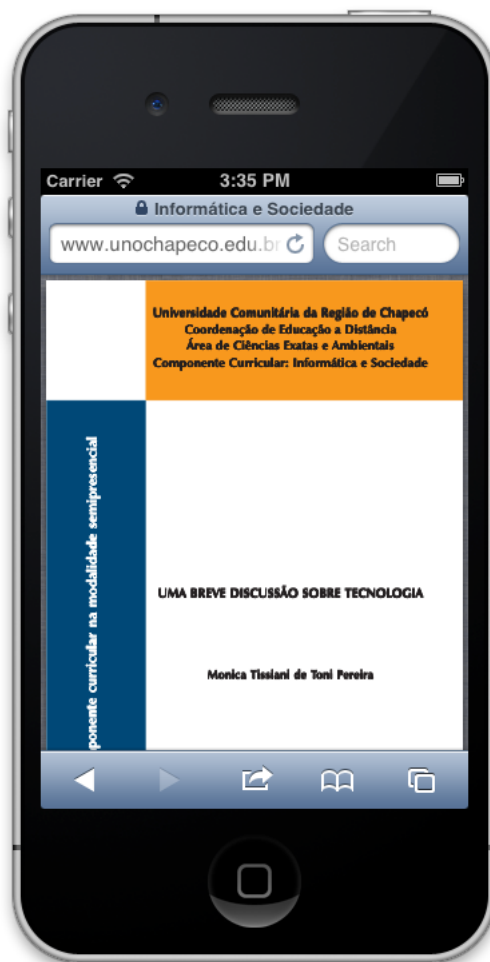 Carrier 3:35 PM
Informática e Sociedade
www.unochapeco.edu.br Search
Universidade Comunitária da Região de Chapecó
Coordenação de Educação a Distância
Área de Ciências Exatas e Ambientais
Componente Curricular: Informática e Sociedade
ponente curricular na modalidade semipresencial
UMA BREVE DISCUSSÃO SOBRE TECNOLOGIA
Monica Tissiani de Toni Pereira